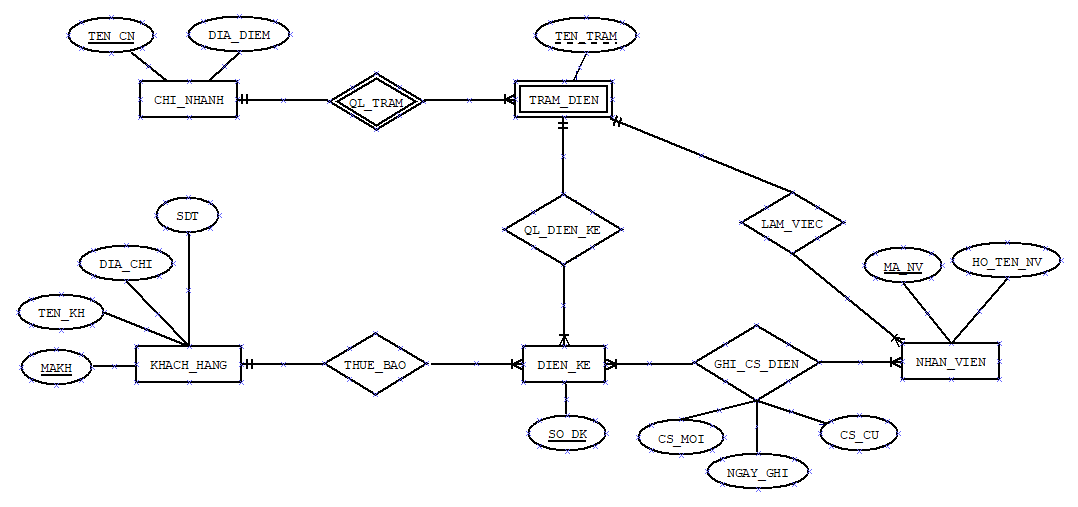 TEN_CN
DIA_DIEM
TEN_TRAM
CHI_NHANH
QL_TRAM
TRAM_DIEN
SDT
QL_DIEN_KE
LAM_VIEC
DIA_CHI
MA_NV
HO_TEN_NV
TEN_KH
MAKH
KHACH_HANG
THUE_BAO
DIEN_KE
GHI_CS_DIEN
NHAN_VIEN
SO_DK
CS_MOI
CS_CU
NGAY_GHI